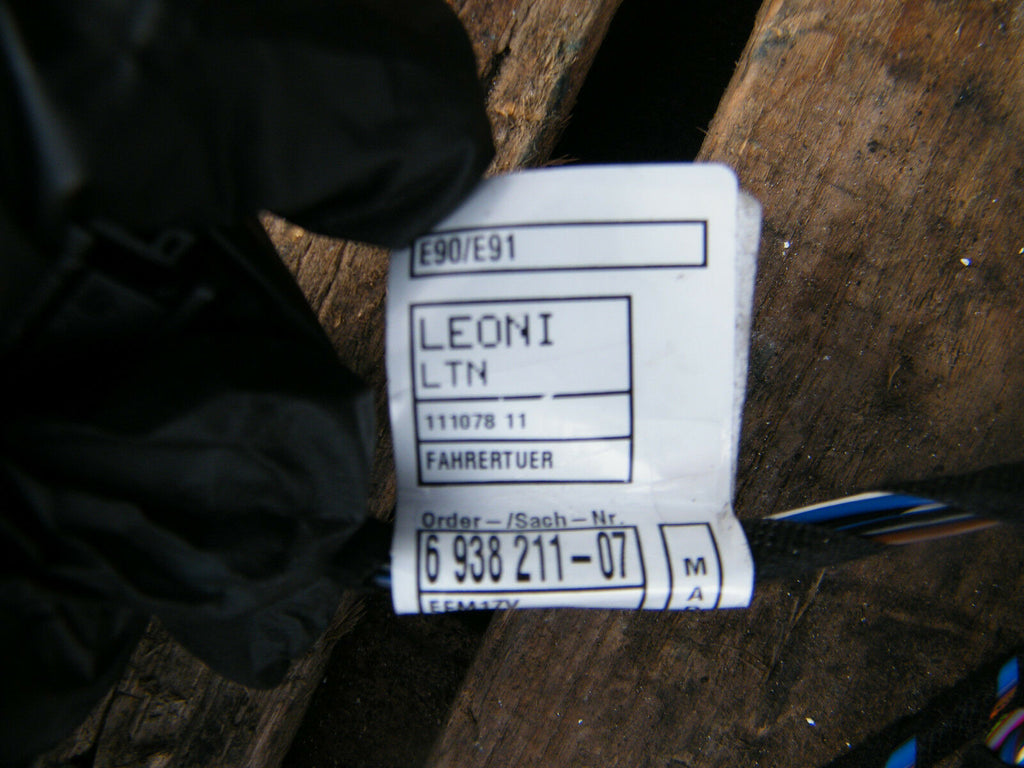 E90/E91
LEONI
LTN
111078 11
FAHRERTUER
Order-/Sach-Nr.
6 938 211-07
M
A